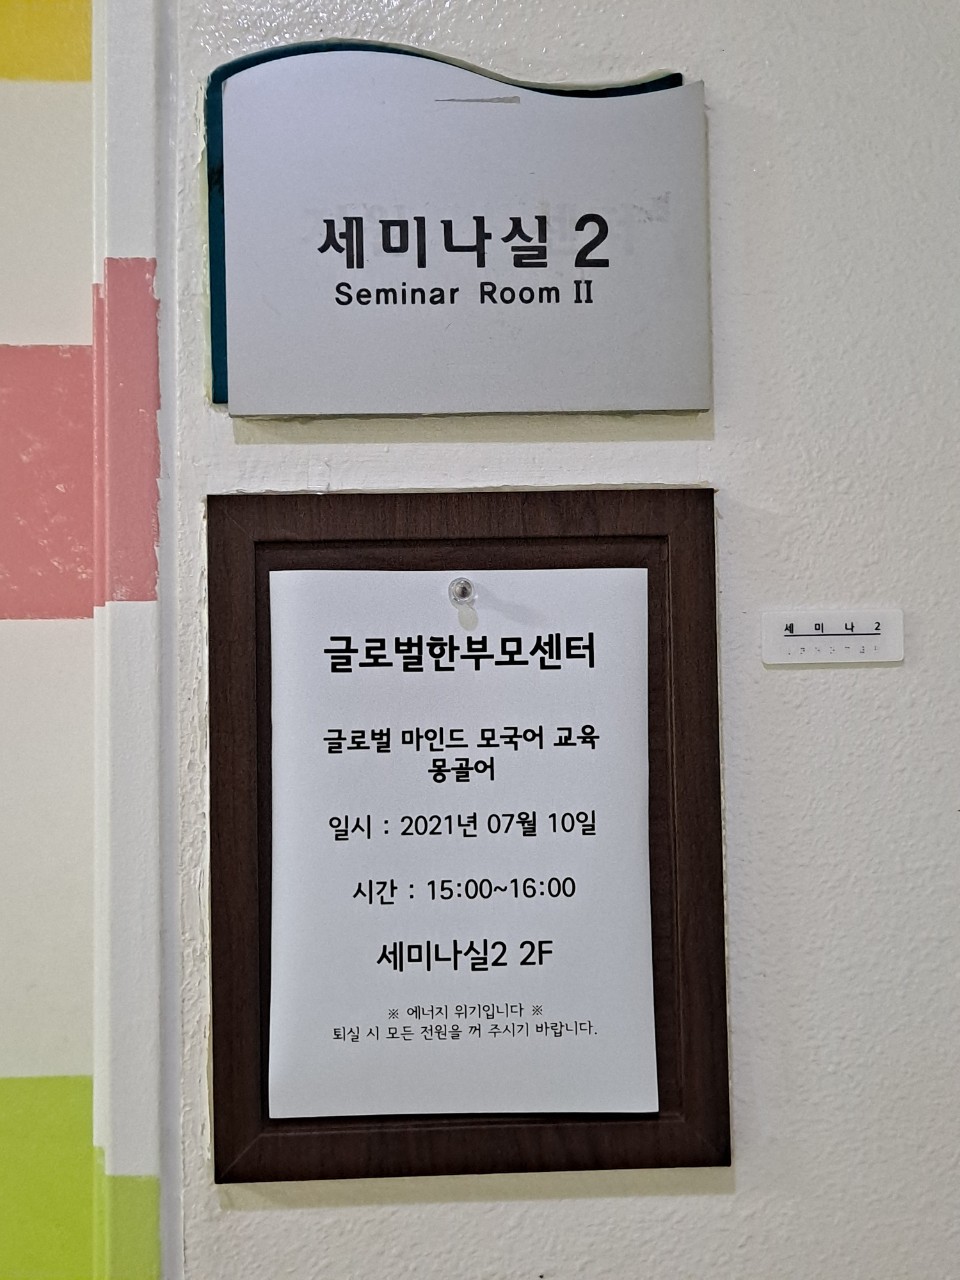 세미나실 2
Seminar Room II
글로벌한부모센터
글로벌 마인드 모국어 교육
몽골어
일시 : 2021년 07월 10일
시간 : 15:00~16:00
세미나실2 2F
※ 에너지 위기입니다 ※
퇴실 시 모든 전원을 꺼 주시기 바랍니다.
세 미 나 2